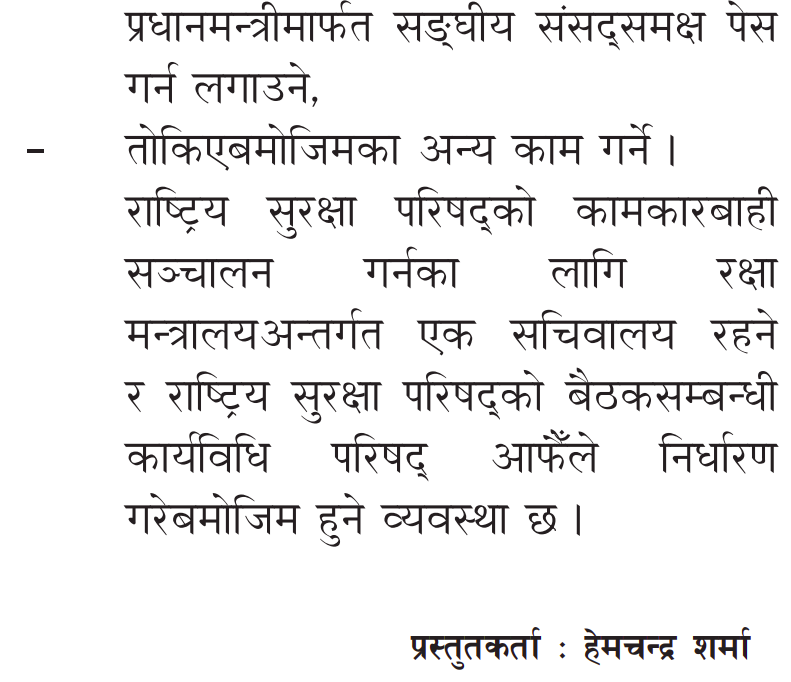 प्रधानमन्त्रीमार्फत सङ्घीय संसद्समक्ष पेस
गर्न लगाउने,
- तोकिएबमोजिमका अन्य काम गर्ने ।
राष्ट्रिय सुरक्षा परिषद्को कामकारबाही
सञ्चालन गर्नका लागि रक्षा
मन्त्रालयअन्तर्गत एक सचिवालय रहने
र राष्ट्रिय सुरक्षा परिषद्को बैठकसम्बन्धी
कार्यविधि परिषद् आफैँले निर्धारण
गरेबमोजिम हुने व्यवस्था छ ।
प्रस्तुतकर्ता : हेमचन्द्र शर्मा